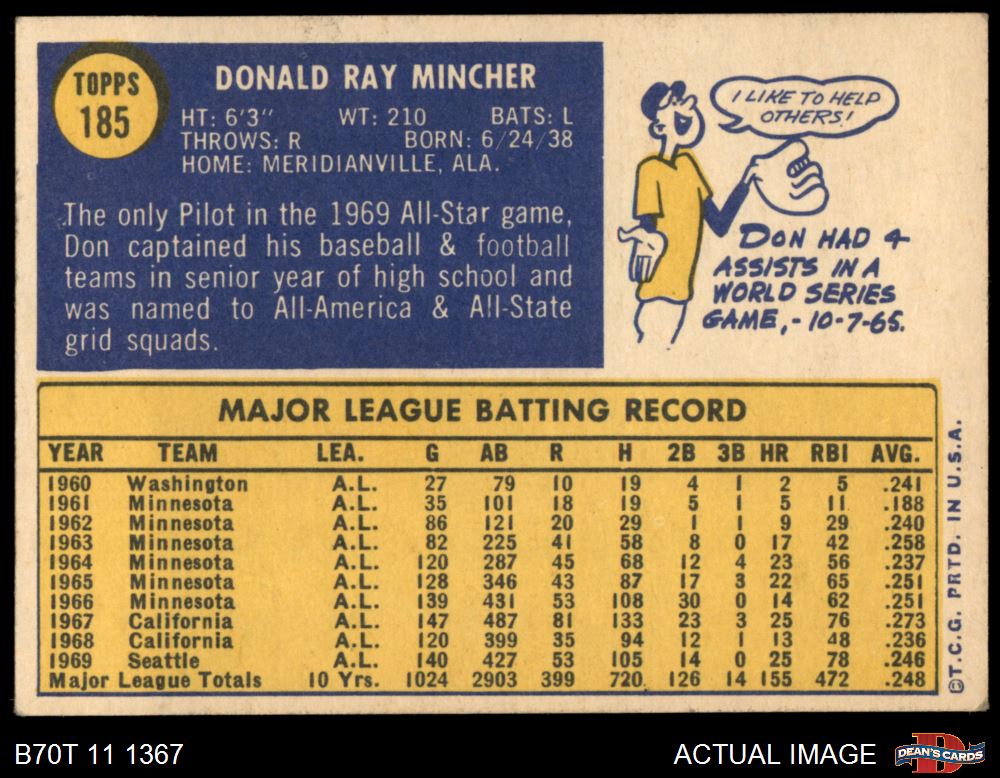 TOPPS
185
DONALD RAY MINCHER
HT: 6'3" WT: 210 BATS: L
THROWS: R BORN: 6/24/38
HOME: MERIDIANVILLE, ALA.
The only Pilot in the 1969 All-Star game,
Don captained his baseball & football
teams in senior year of high school and
was named to All-America & All-State
grid squads.
I LIKE TO HELP
OTHERS!
DON HAD 4
ASSISTS IN A
WORLD SERIES
GAME,-10-7-65.
MAJOR LEAGUE BATTING RECORD
YEAR TEAM LEA. G AB R H 2B 3B HR RBI AVG.
1960 Washington A.L. 27 79 10 19 4 1 2 5 .241
1961 Minnesota A.L. 35 101 18 19 5 1 5 11 .188
1962 Minnesota A.L. 86 121 20 29 1 1 9 29 .240
1963 Minnesota A.L. 82 225 41 58 8 0 17 42 .258
1964 Minnesota A.L. 120 287 45 68 12 4 23 56 .237
1965 Minnesota A.L. 128 346 43 87 17 3 22 65 .251
1966 Minnesota A.L. 139 431 53 108 30 0 14 62 .251
1967 California A.L. 147 487 81 133 23 3 25 76 .273
1968 California A.L. 120 399 35 94 12 1 13 48 .236
1969 Seattle A.L. 140 427 53 105 14 0 25 78 .246
Major League Totals 10 Yrs. 1024 2903 399 720 126 14 155 472 .248
©T.C.G. PRTD. IN U.S.A.
B70T 11 1367
ACTUAL IMAGE
DEAN'S CARDS